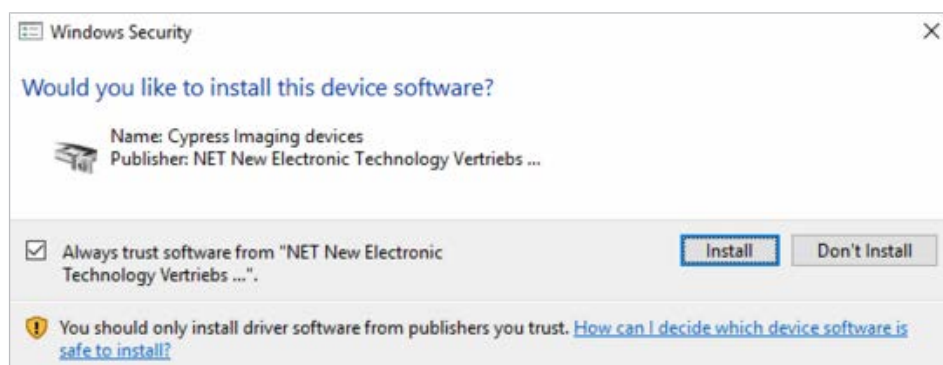 Windows Security
Would you like to install this device software?
Name: Cypress Imaging devices
Publisher: NET New Electronic Technology Vertriebs ...
Always trust software from "NET New Electronic
Technology Vertriebs ...".
Install
Don't Install
You should only install driver software from publishers you trust. How can I decide which device software is
safe to install?